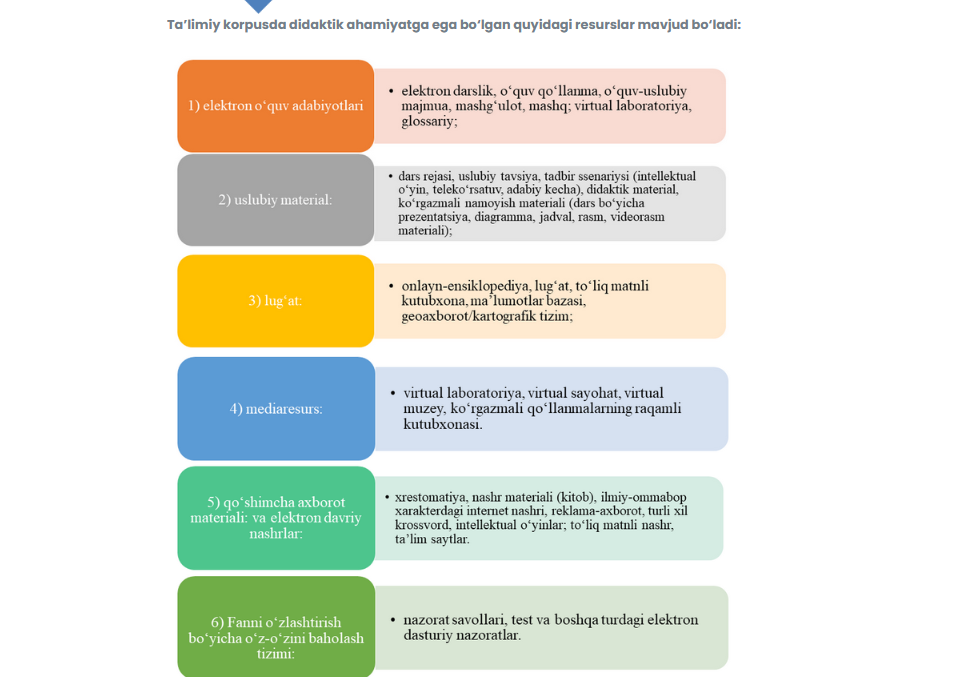 Ta’limiy korpusda didaktik ahamiyatga ega bo‘lgan quyidagi resurslar mavjud bo‘ladi:
1) elektron o‘quv adabiyotlari
• elektron darslik, o‘quv qo‘llanma, o‘quv-uslubiy
majmua, mashg‘ulot, mashq; virtual laboratoriya,
glossariy;
2) uslubiy material:
• dars rejasi, uslubiy tavsiya, tadbir ssenariysi (intellektual
o‘yin, teleko‘rsatuv, adabiy kecha), didaktik material,
ko‘rgazmali namoyish materiali (dars bo‘yicha
prezentatsiya, diagramma, jadval, rasm, videorasm
materiali);
3) lug‘at:
• onlayn-ensiklopediya, lug‘at, to‘liq matnli
kutubxona, ma’lumotlar bazasi,
geoaxborot/kartografik tizim;
4) mediaresurs:
• virtual laboratoriya, virtual sayohat, virtual
muzey, ko‘rgazmali qo‘llanmalarning raqamli
kutubxonasi.
5) qo‘shimcha axborot
materiali: va elektron davriy
nashrlar:
• xrestomatiya, nashr materiali (kitob), ilmiy-ommabop
xarakterdagi internet nashri, reklama-axborot, turli xil
krossvord, intellektual o‘yinlar; to‘liq matnli nashr,
ta’lim saytlar.
6) Fanni o‘zlashtirish
bo‘yicha o‘z-o‘zini baholash
tizimi:
• nazorat savollari, test va boshqa turdagi elektron
dasturiy nazoratlar.